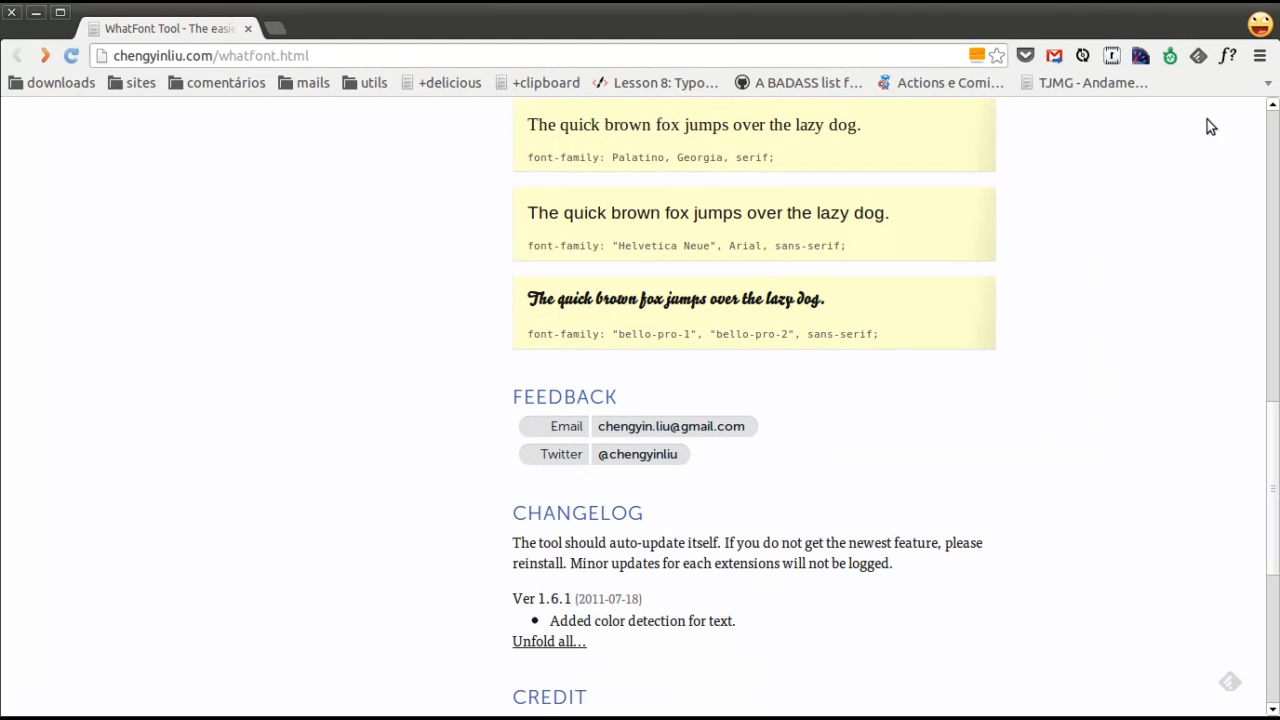 WhatFont Tool - The easie
chengyinliu.com/whatfont.html
f?
downloads sites comentários mails utils +delicious +clipboard Lesson 8: Typo... A BADASS list f... Actions e Comi... TJMG - Andame...
The quick brown fox jumps over the lazy dog.
font-family: Palatino, Georgia, serif;
The quick brown fox jumps over the lazy dog.
font-family: "Helvetica Neue", Arial, sans-serif;
The quick brown fox jumps over the lazy dog.
font-family: "bello-pro-1", "bello-pro-2", sans-serif;
FEEDBACK
Email chengyin.liu@gmail.com
Twitter @chengyinliu
CHANGELOG
The tool should auto-update itself. If you do not get the newest feature, please
reinstall. Minor updates for each extensions will not be logged.
Ver 1.6.1 (2011-07-18)
• Added color detection for text.
Unfold all...
CREDIT